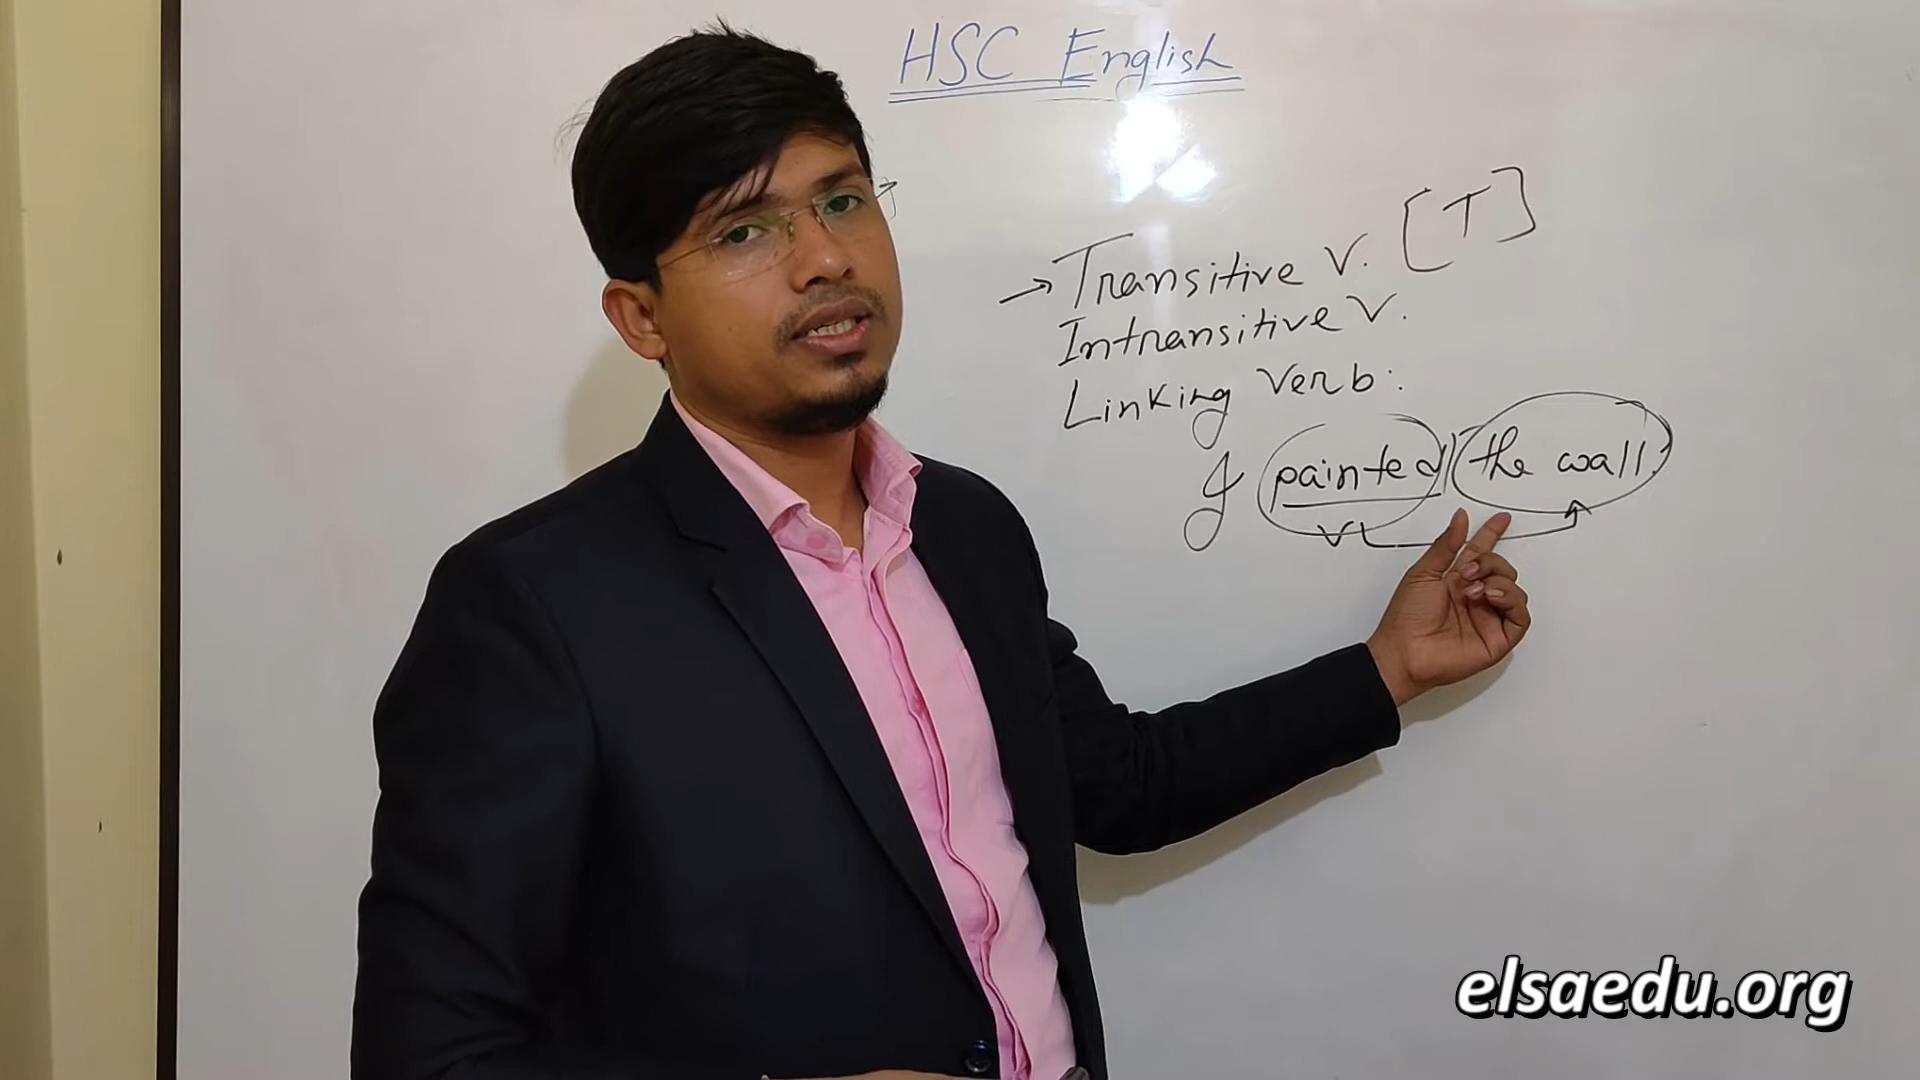 HSC English
Transitive V. [T]
Intransitive V.
Linking Verb.
I painted the wall.
V
elsaedu.org